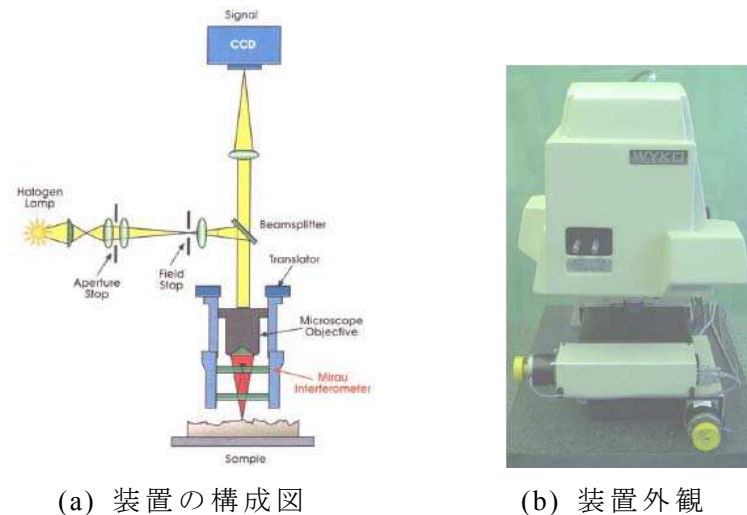 Signal
CCD
Halogen
Lamp
Beamsplitter
Field
Stop
Aperture
Stop
Translator
Microscope
Objective
Mirau
Interferometer
Sample
WYKO
(a) 装置の構成図
(b) 装置外観